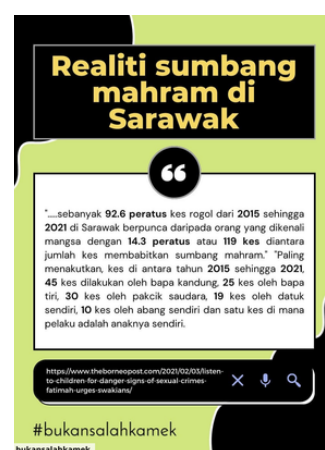 Realiti sumbang
mahram di
Sarawak
"....sebanyak 92.6 peratus kes rogol dari 2015 sehingga
2021 di Sarawak berpunca daripada orang yang dikenali
mangsa dengan 14.3 peratus atau 119 kes diantara
jumlah kes membabitkan sumbang mahram." "Paling
menakutkan, kes di antara tahun 2015 sehingga 2021,
45 kes dilakukan oleh bapa kandung, 25 kes oleh bapa
tiri, 30 kes oleh pakcik saudara, 19 kes oleh datuk
sendiri, 10 kes oleh abang sendiri dan satu kes di mana
pelaku adalah anaknya sendiri.
https://www.theborneopost.com/2021/02/03/listen-
to-children-for-danger-signs-of-sexual-crimes-
fatimah-urges-swakians/
#bukansalahkamek
bukansalahkamek